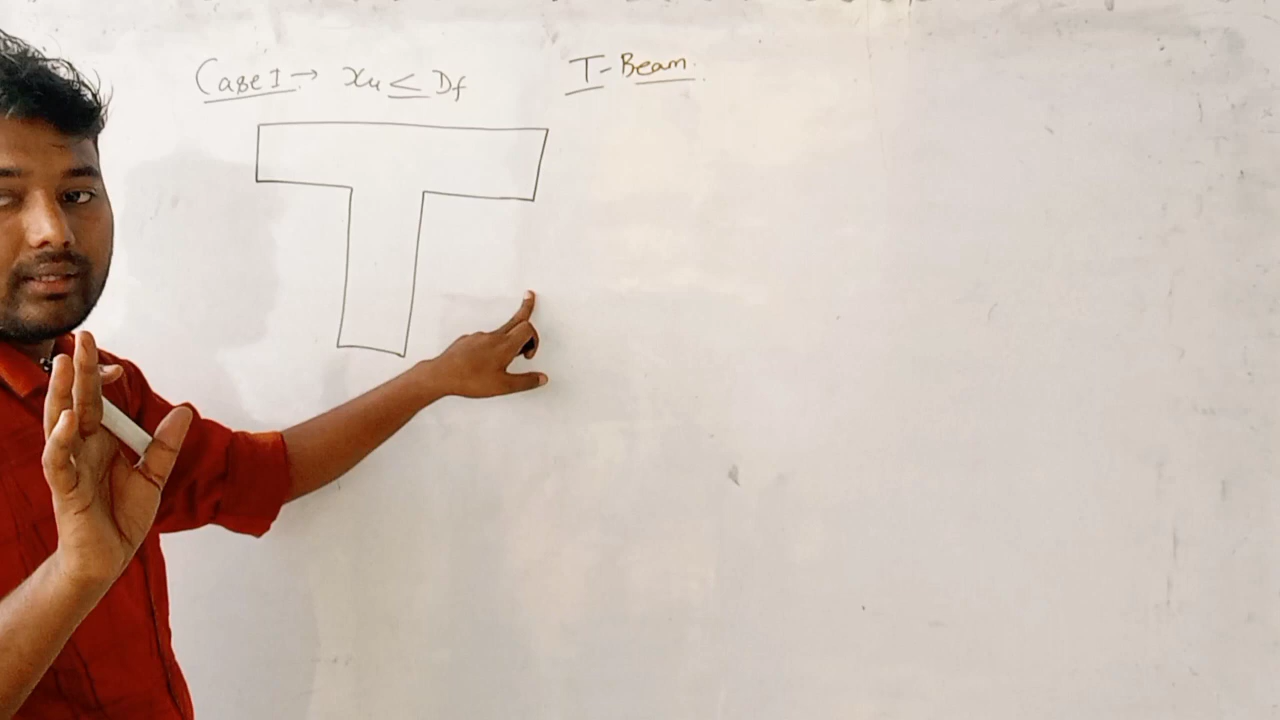 Case I → xu ≤ Df
T-Beam.